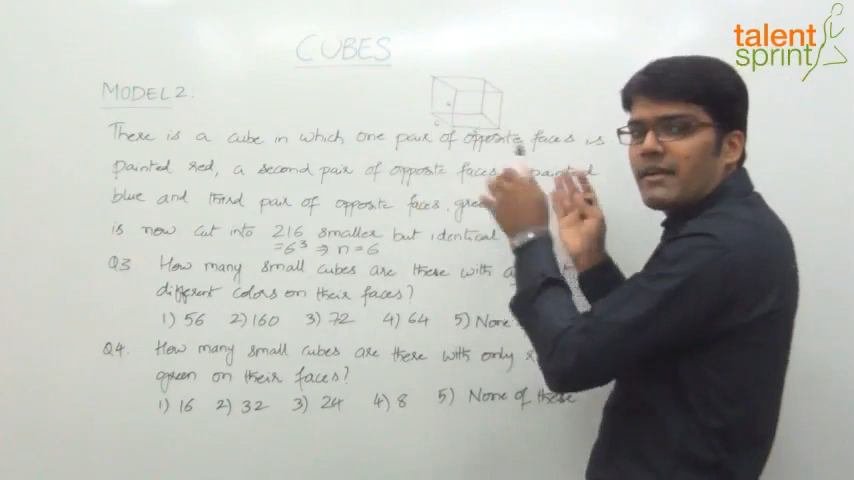 talent
sprint
CUBES
MODEL 2.
There is a cube in which one pair of opposite faces is
painted red, a second pair of opposite faces painted
blue and third pair of opposite faces,
is now cut into 216 smaller but identical
=6³ ⇒ n=6
Q3 How many small cubes are there with
different colors on their faces?
1) 56 2) 160 3) 72 4) 64 5) None
Q4. How many small cubes are there with only
green on their faces?
1) 16 2) 32 3) 24 4) 8 5) None of these